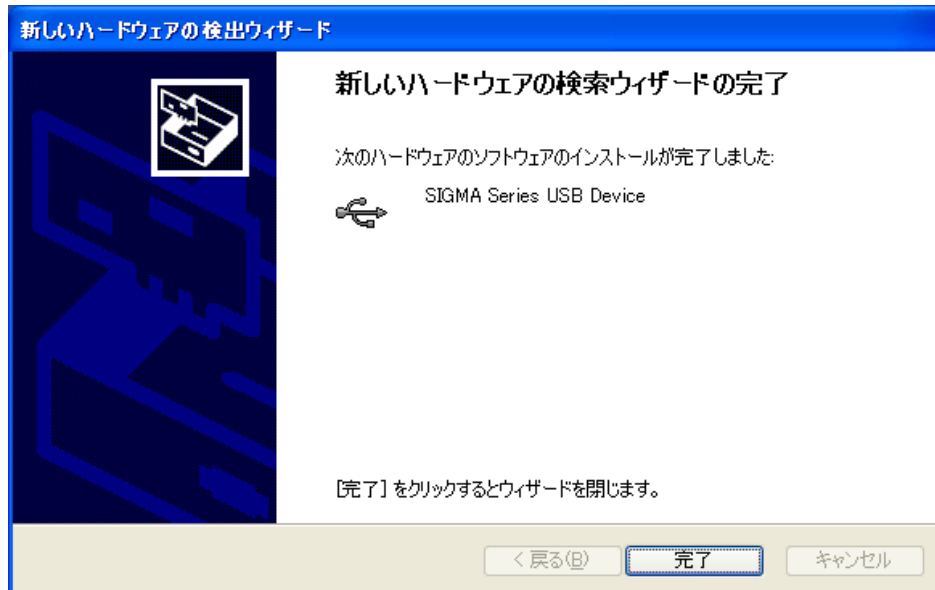 新しいハードウェアの検出ウィザード
新しいハードウェアの検索ウィザードの完了
次のハードウェアのソフトウェアのインストールが完了しました:
SIGMA Series USB Device
[完了] をクリックするとウィザードを閉じます。
< 戻る(B)
完了
キャンセル